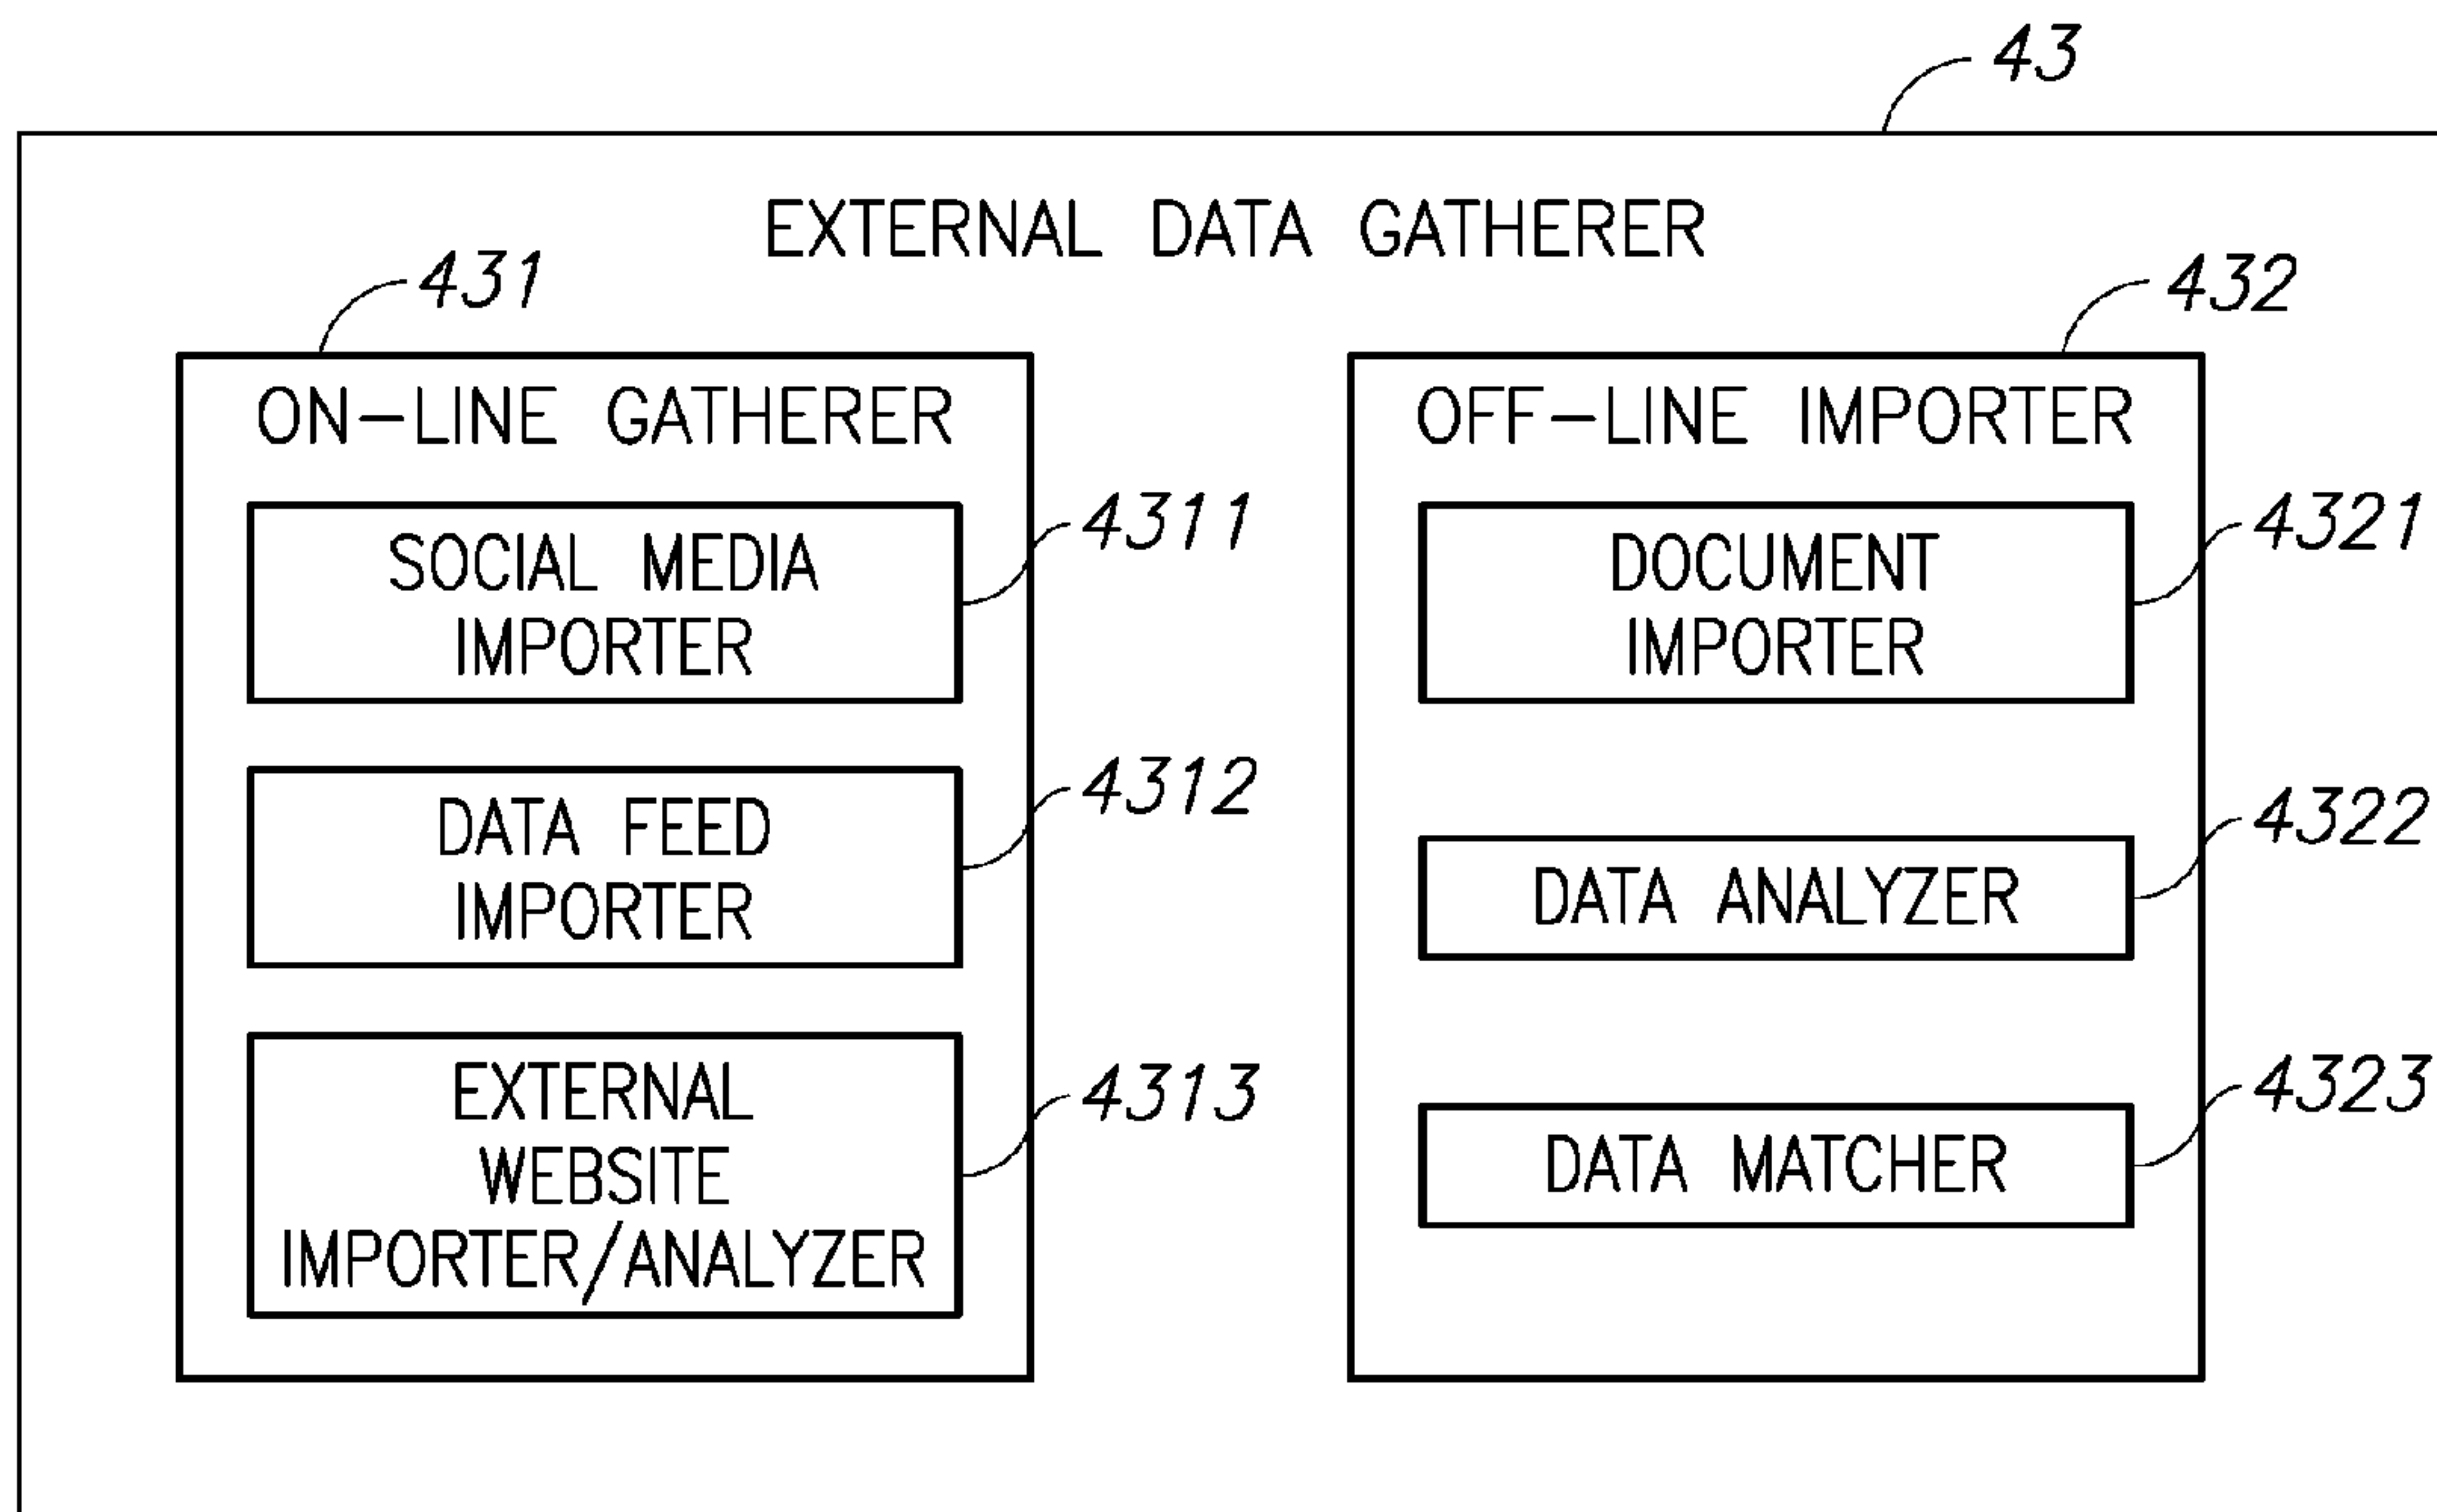 43
EXTERNAL DATA GATHERER
431
432
ON-LINE GATHERER
SOCIAL MEDIA
IMPORTER
4311
DATA FEED
IMPORTER
4312
EXTERNAL
WEBSITE
IMPORTER/ANALYZER
4313
OFF-LINE IMPORTER
DOCUMENT
IMPORTER
4321
DATA ANALYZER
4322
DATA MATCHER
4323